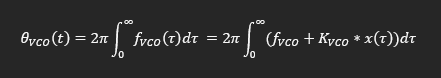 θ_VCO(t) = 2π ∫_0^∞ f_VCO(τ)dτ = 2π ∫_0^∞ (f_VCO + K_VCO * x(τ))dτ